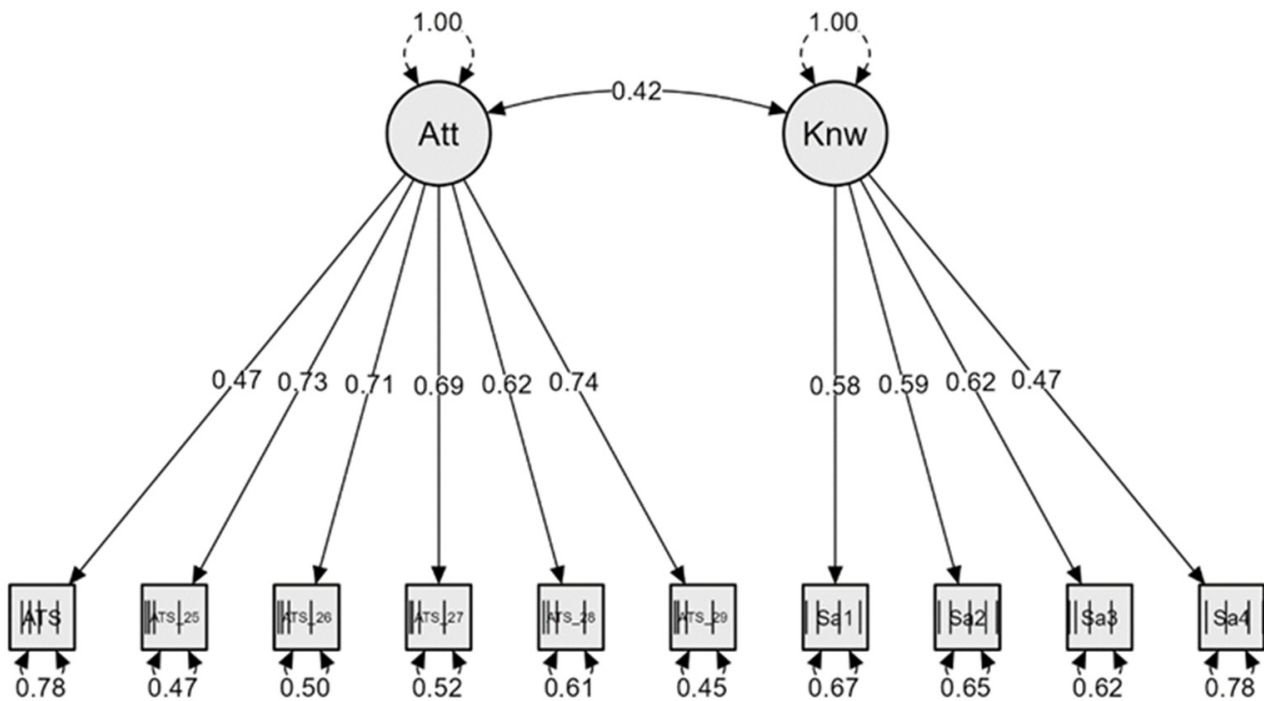 1.00 1.00
0.42
Att Knw
0.47 0.73 0.71 0.69 0.62 0.74 0.58 0.59 0.62 0.47
ATS ATS_25 ATS_26 ATS_27 ATS_28 ATS_29 Sa1 Sa2 Sa3 Sa4
0.78 0.47 0.50 0.52 0.61 0.45 0.67 0.65 0.62 0.78